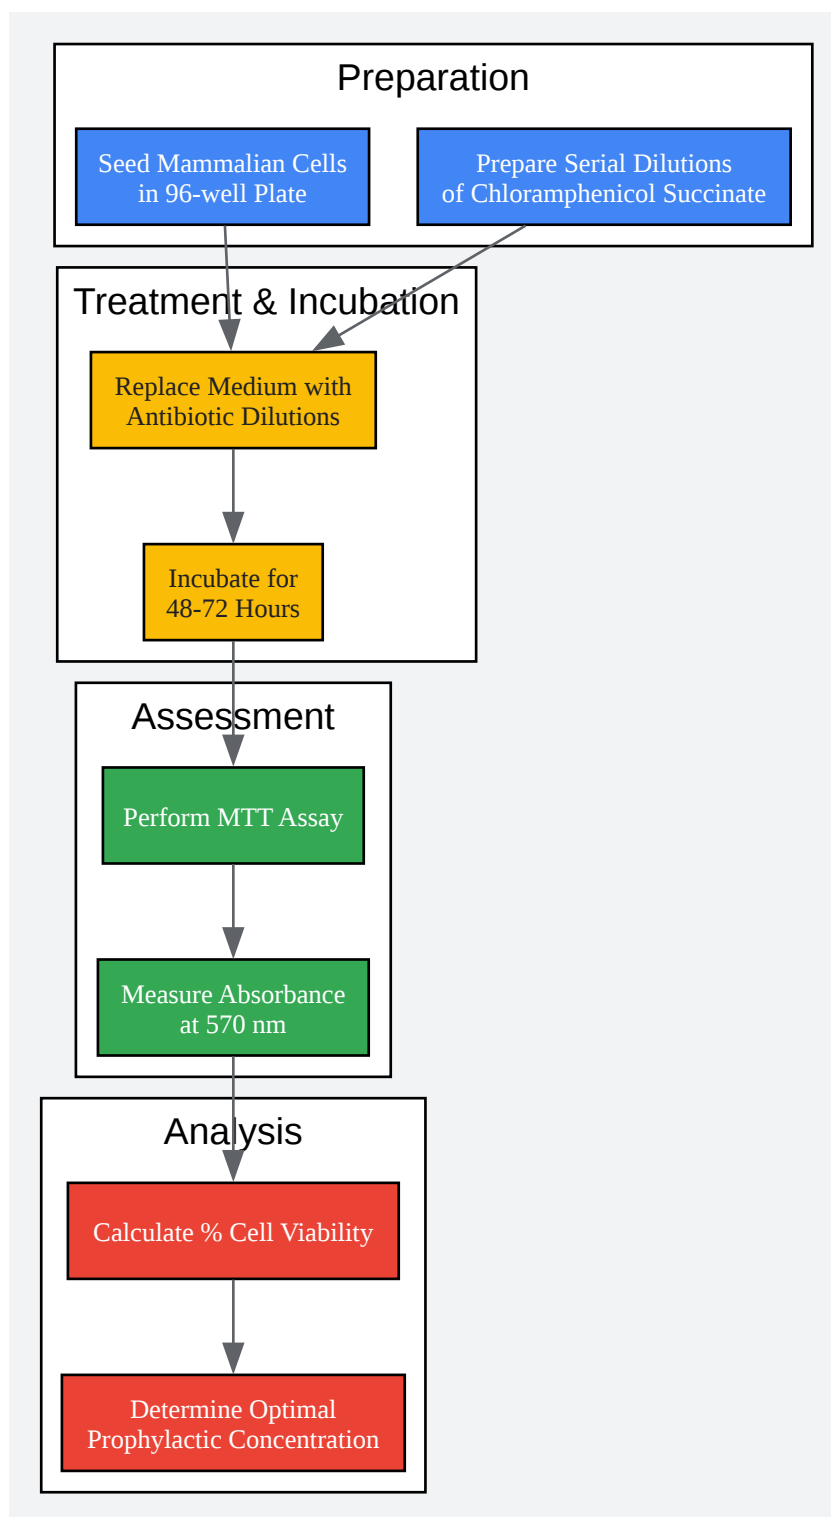 Preparation
Seed Mammalian Cells
in 96-well Plate
Prepare Serial Dilutions
of Chloramphenicol Succinate
Treatment & Incubation
Replace Medium with
Antibiotic Dilutions
Incubate for
48-72 Hours
Assessment
Perform MTT Assay
Measure Absorbance
at 570 nm
Analysis
Calculate % Cell Viability
Determine Optimal
Prophylactic Concentration